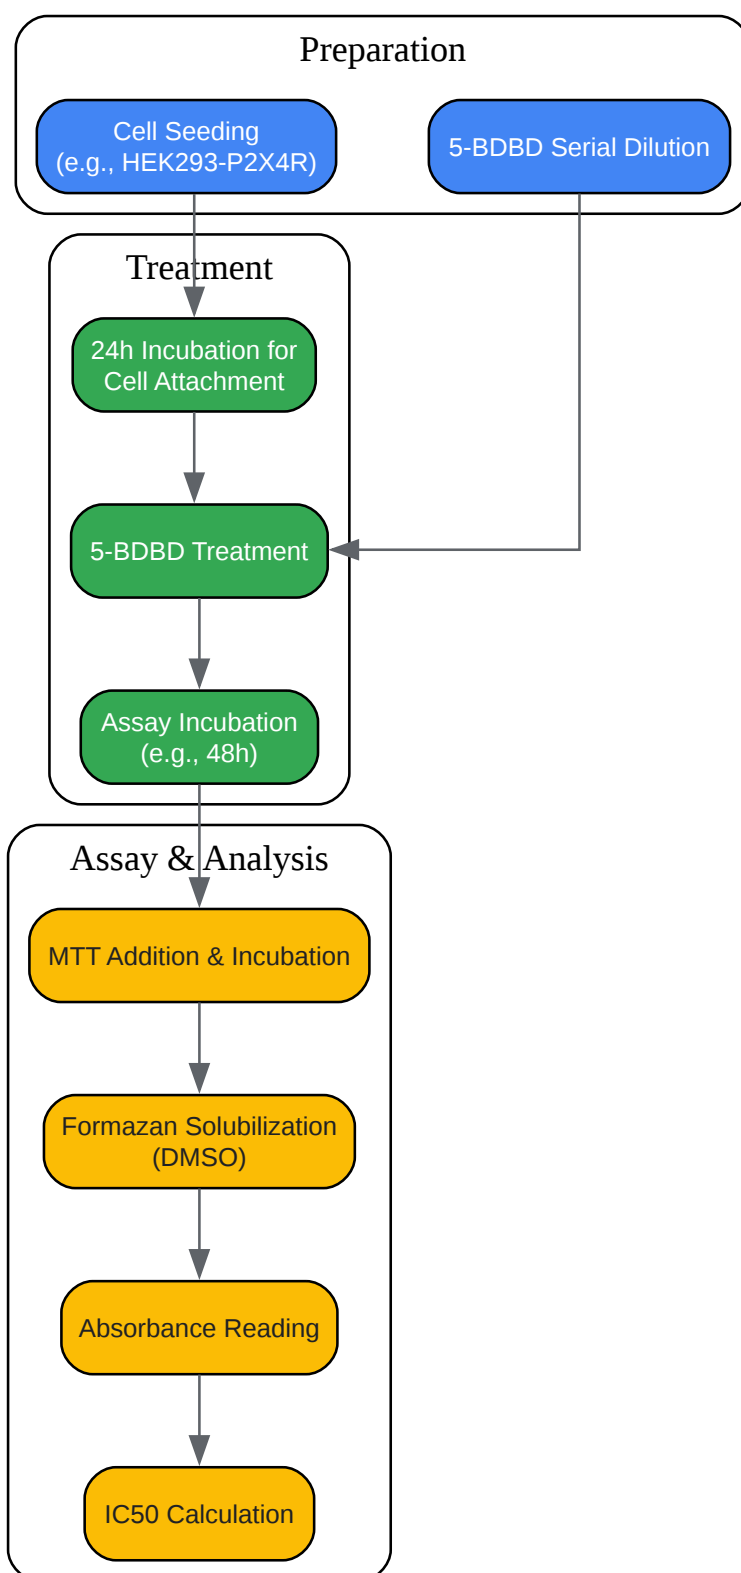 Preparation
Cell Seeding
(e.g., HEK293-P2X4R)
5-BDBD Serial Dilution
Treatment
24h Incubation for
Cell Attachment
5-BDBD Treatment
Assay Incubation
(e.g., 48h)
Assay & Analysis
MTT Addition & Incubation
Formazan Solubilization
(DMSO)
Absorbance Reading
IC50 Calculation